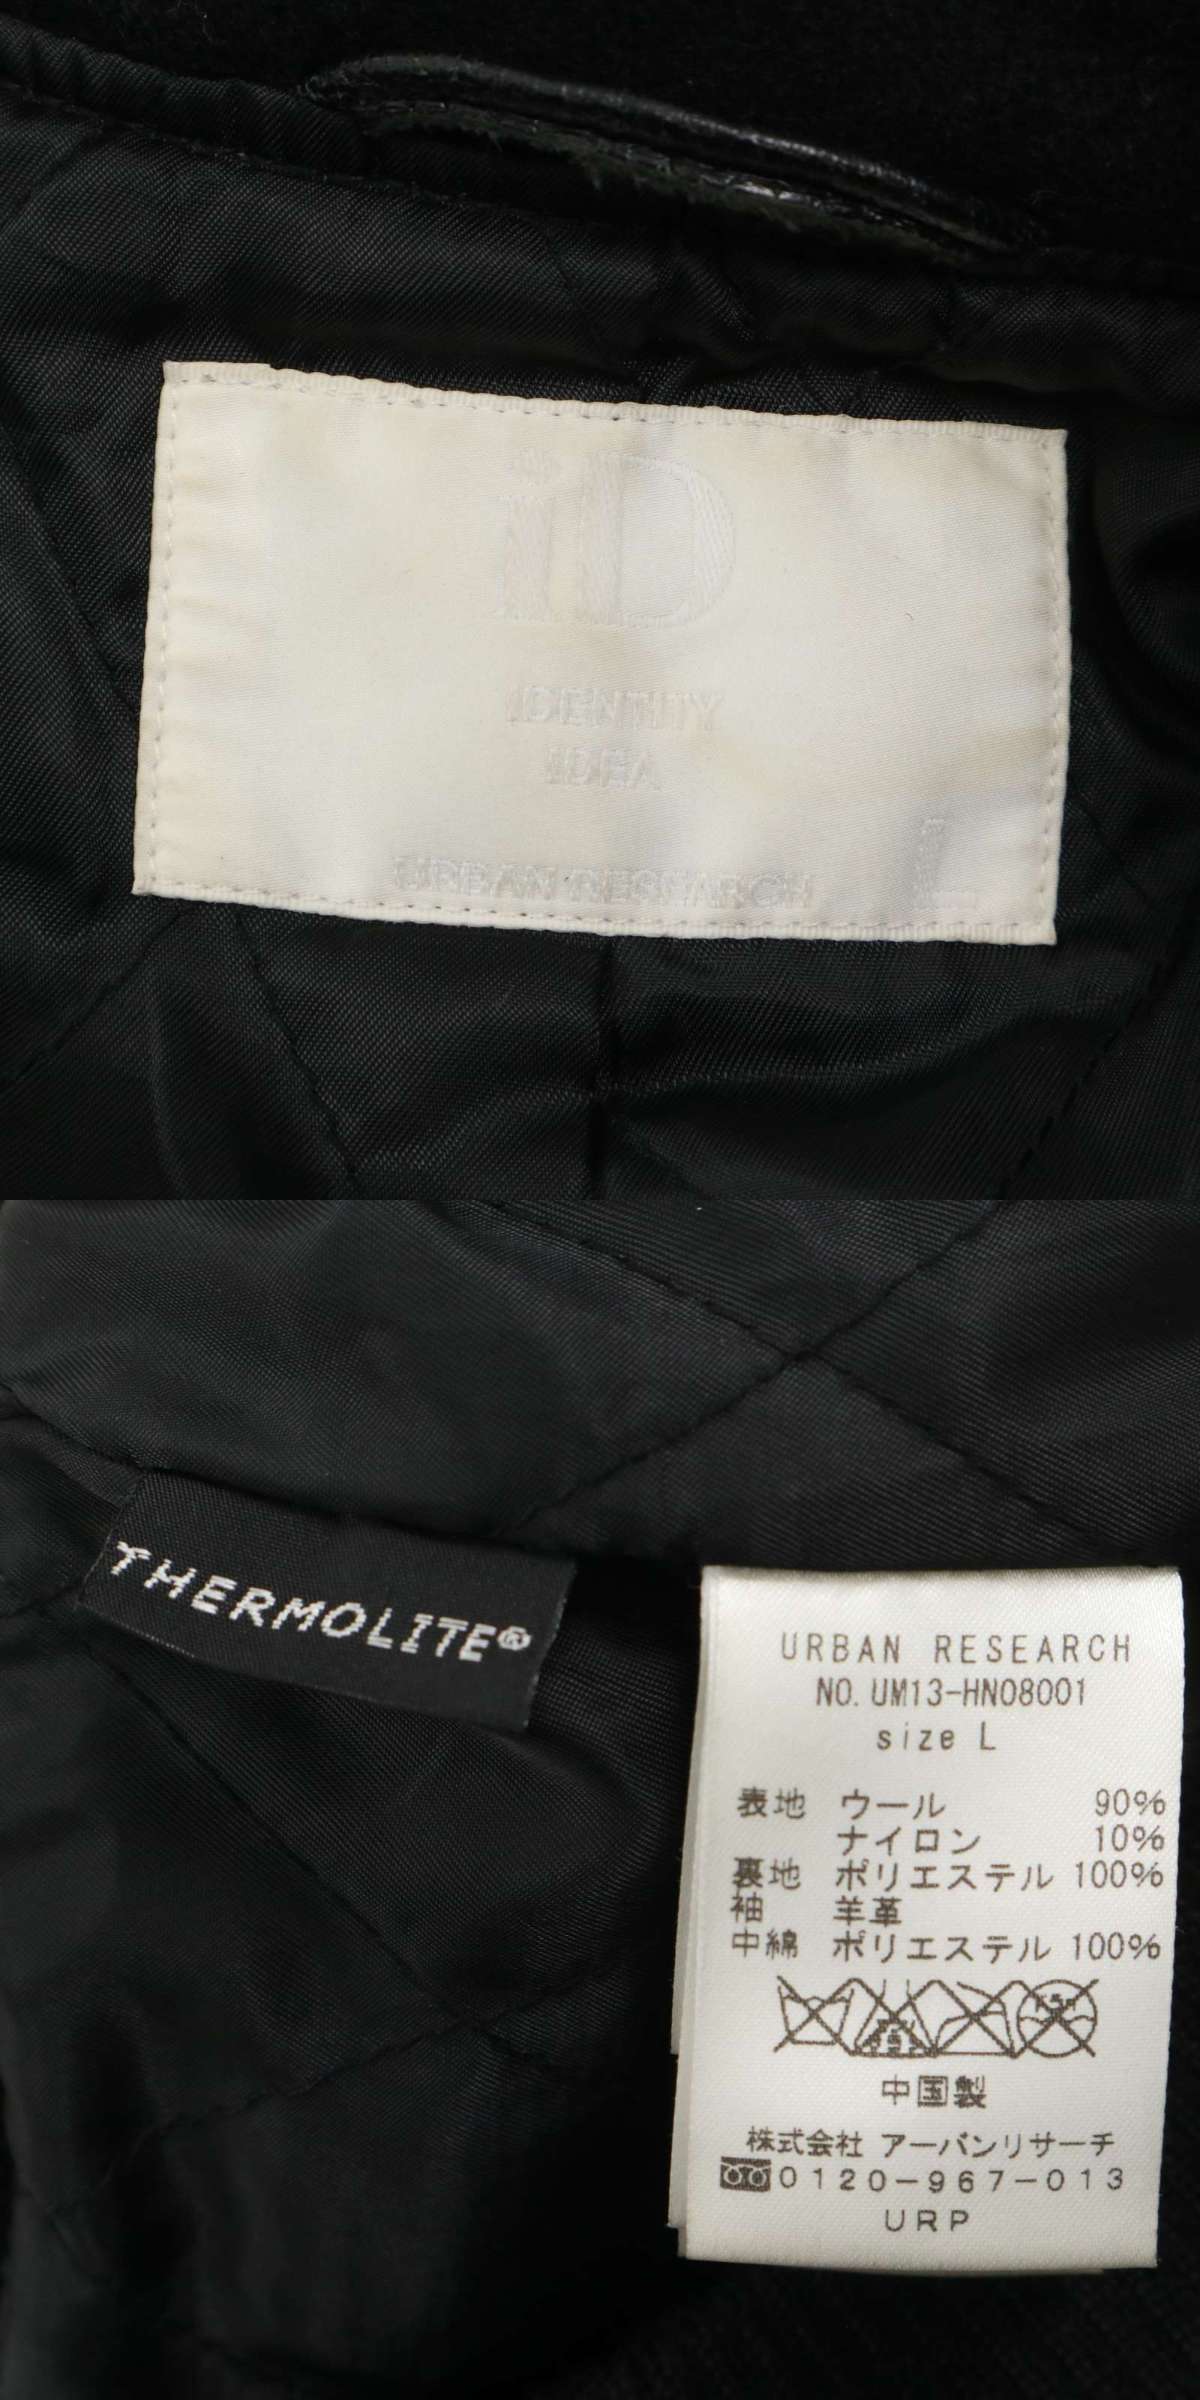 iD
IDENTITY
IDEA
URBAN RESEARCH
L
THERMOLITE®
URBAN RESEARCH
NO. UM13-HN08001
size L
表地 ウール 90%
ナイロン 10%
裏地 ポリエステル 100%
袖 羊革
中綿 ポリエステル 100%
中国製
株式会社 アーバンリサーチ
0120-967-013
URP